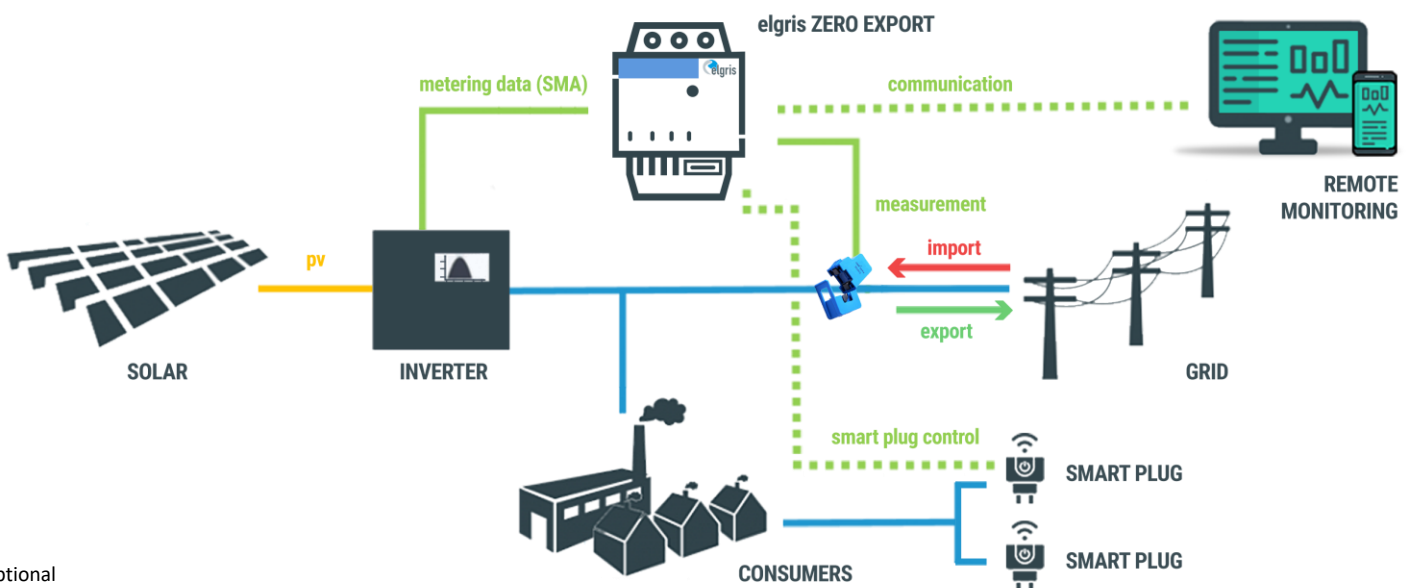 elgris ZERO EXPORT
elgris
metering data (SMA)
communication
REMOTE
MONITORING
measurement
import
pv
export
SOLAR
INVERTER
GRID
smart plug control
SMART PLUG
SMART PLUG
CONSUMERS